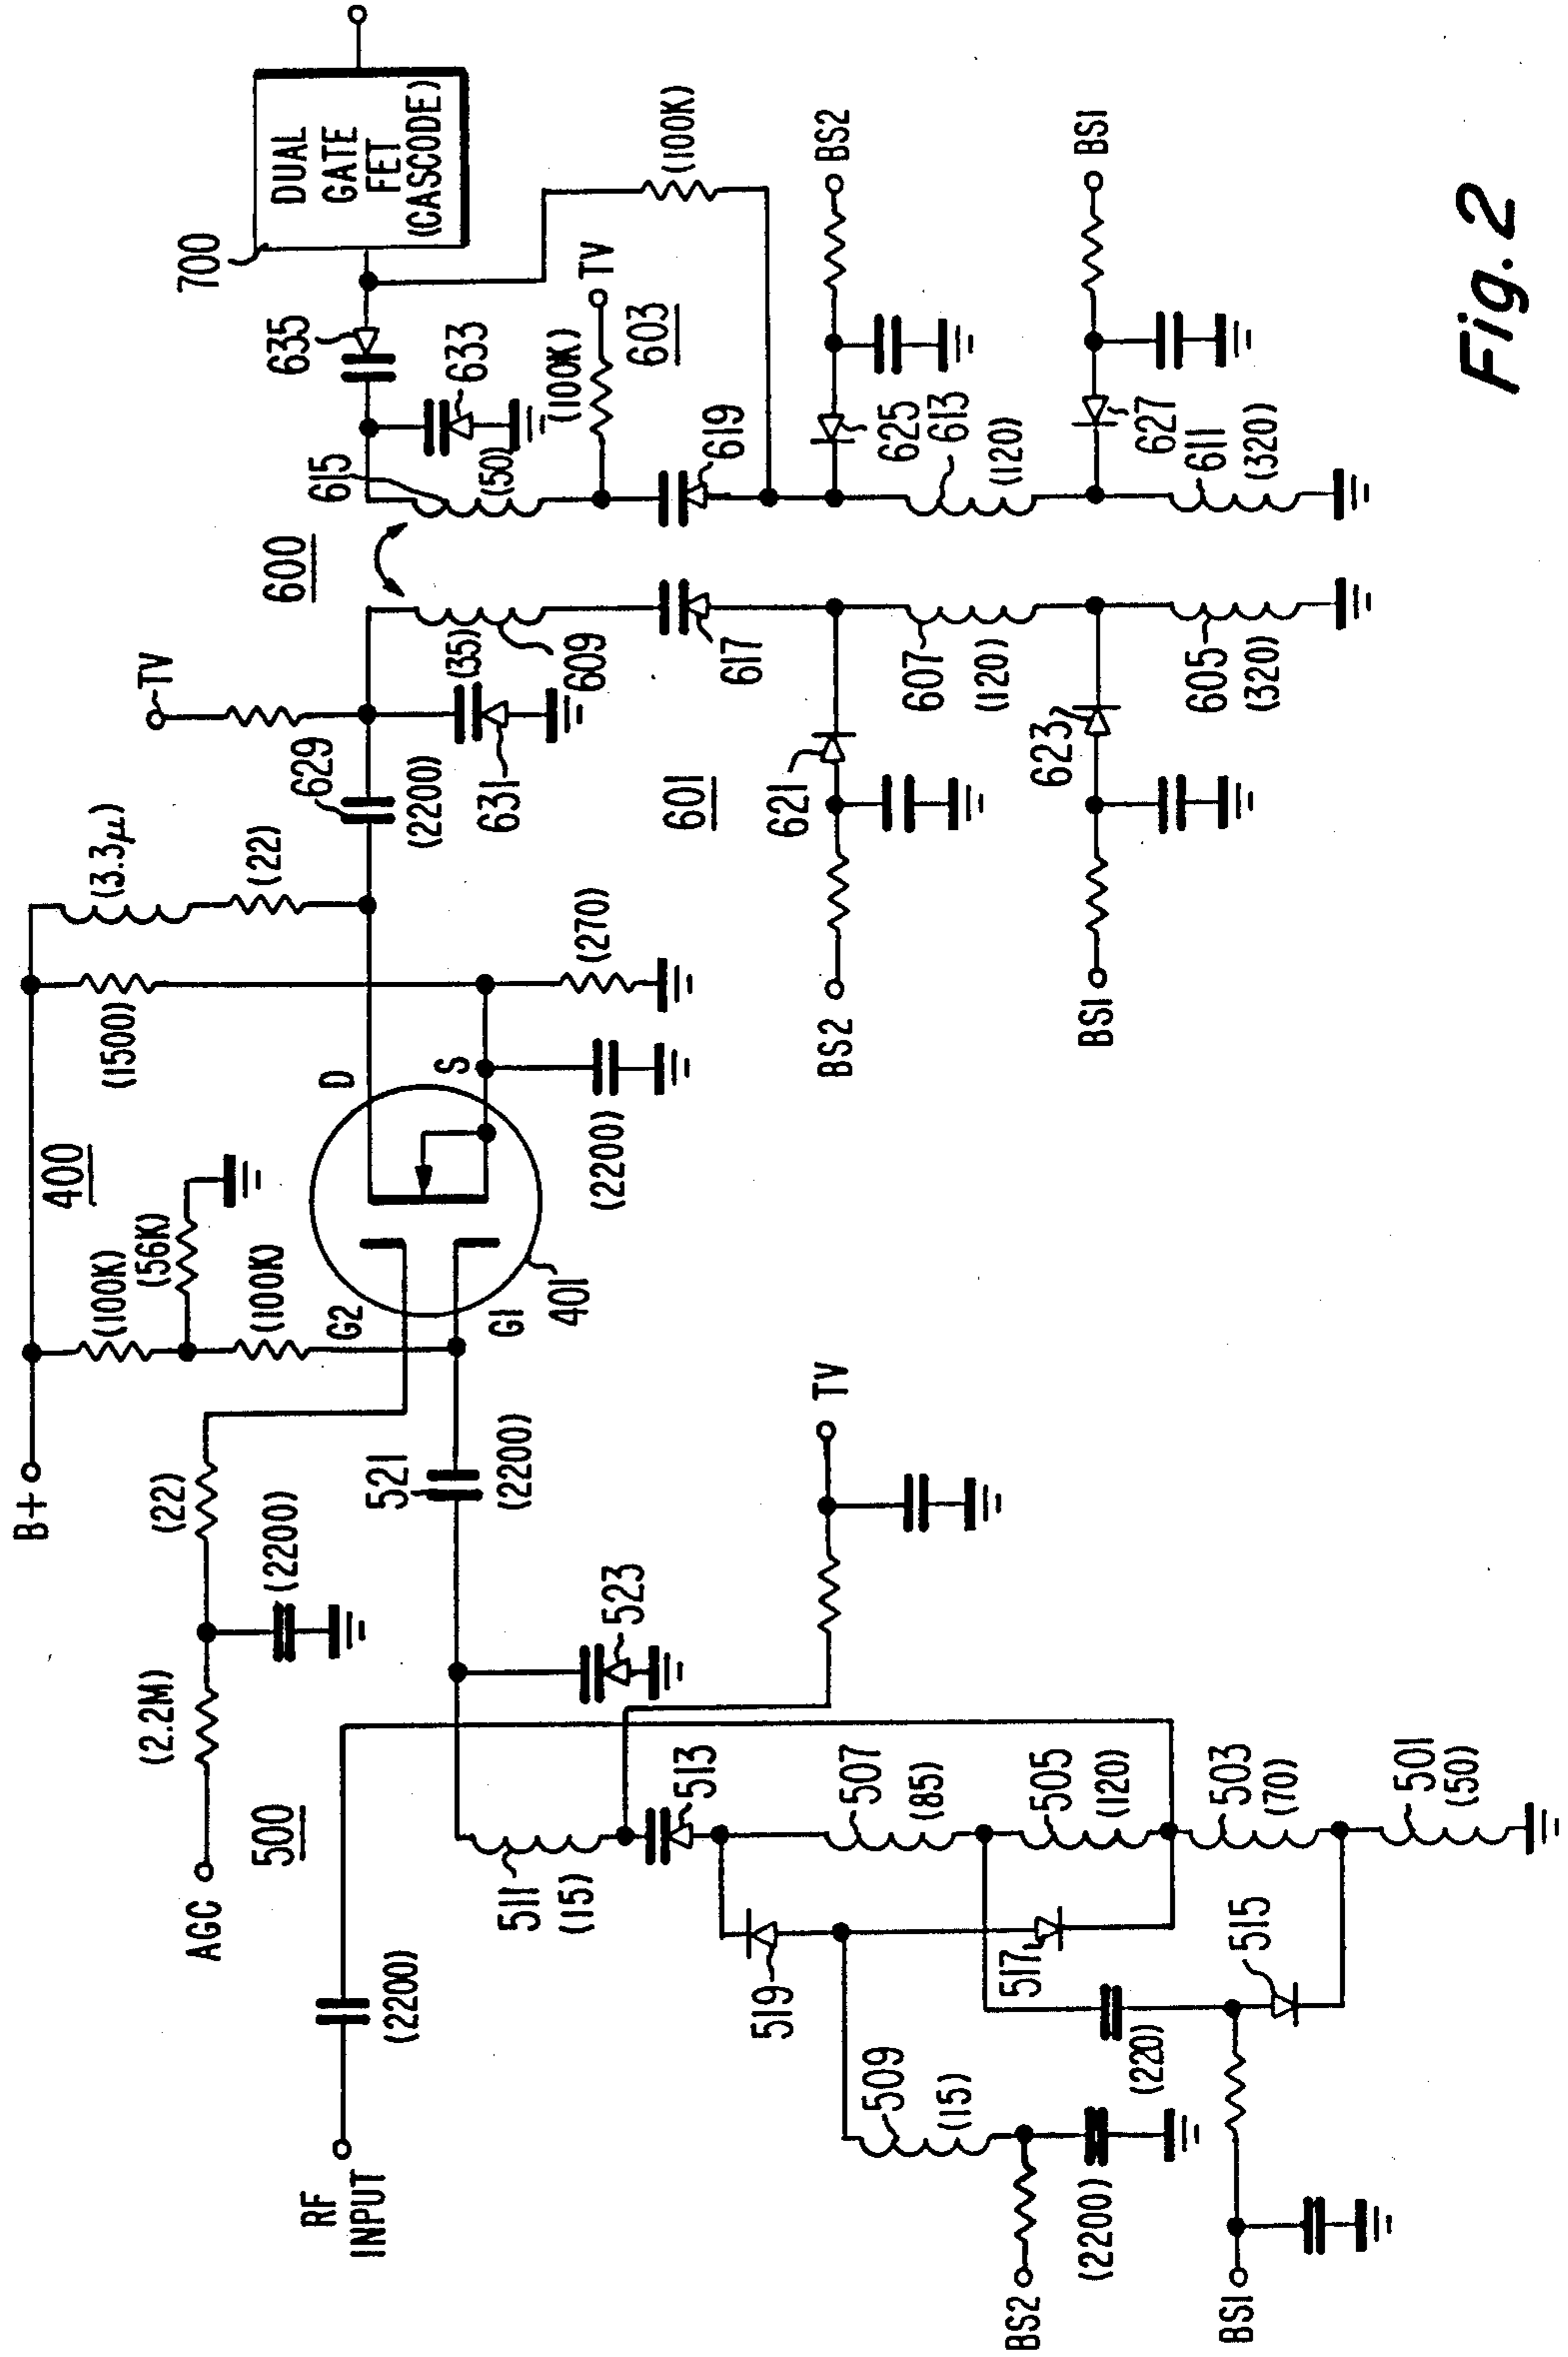 B+
400
(1500)
(3.3μ)
(22)
TV
629
(2200)
(35)
609
631
600
615
(50)
635
633
(100K)
TV
603
700
DUAL
GATE
FET
(CASCODE)
(100K)
AGC
(2.2M)
(22)
(2200)
(100K)
(56K)
(100K)
G2
G1
D
S
401
(2200)
(270)
RF
INPUT
(2200)
500
521
(2200)
523
511
(15)
513
TV
519
507
(85)
517
505
(120)
509
(15)
BS2
(2200)
(220)
515
503
(70)
501
(50)
BS1
601
617
619
BS2
621
607
(120)
625
613
(120)
BS2
BS1
623
605
(320)
627
611
(320)
BS1
Fig. 2